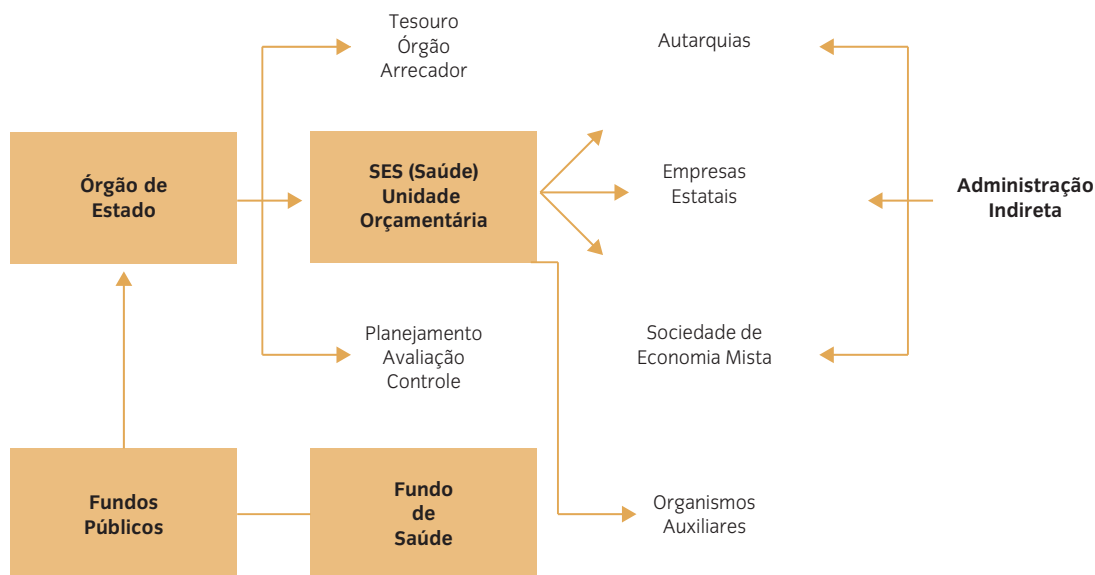 Tesouro
Órgão
Arrecador
Autarquias
Órgão de
Estado
SES (Saúde)
Unidade
Orçamentária
Empresas
Estatais
Administração
Indireta
Planejamento
Avaliação
Controle
Sociedade de
Economia Mista
Fundos
Públicos
Fundo
de
Saúde
Organismos
Auxiliares